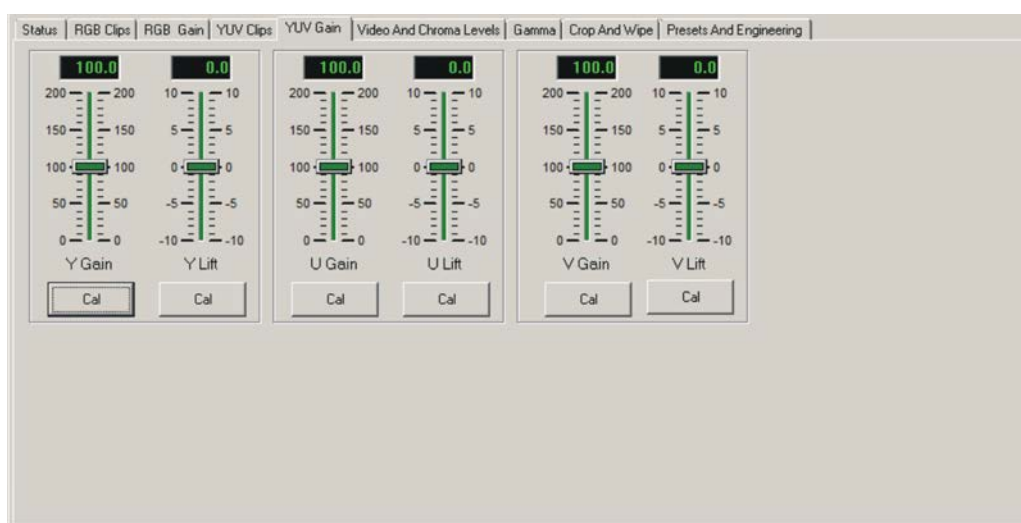 Status RGB Clips RGB Gain YUV Clips YUV Gain Video And Chroma Levels Gamma Crop And Wipe Presets And Engineering
100.0 0.0 100.0 0.0 100.0 0.0
200 200 10 10 200 200 10 10 200 200 10 10
150 150 5 5 150 150 5 5 150 150 5 5
100 100 0 0 100 100 0 0 100 100 0 0
50 50 -5 -5 50 50 -5 -5 50 50 -5 -5
0 0 -10 -10 0 0 -10 -10 0 0 -10 -10
Y Gain Y Lift U Gain U Lift V Gain V Lift
Cal Cal Cal Cal Cal Cal